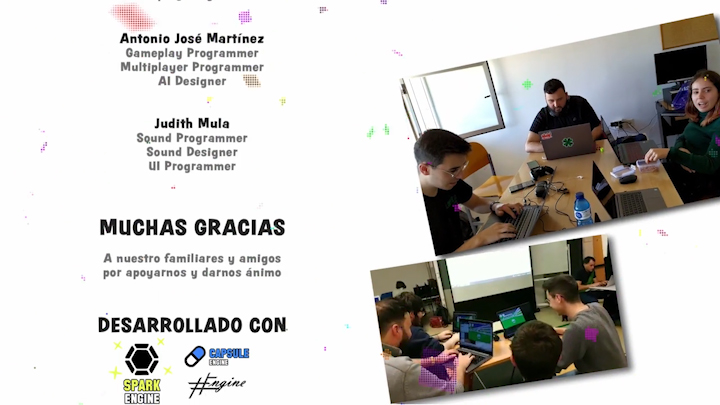 Antonio José Martínez
Gameplay Programmer
Multiplayer Programmer
AI Designer
Judith Mula
Sound Programmer
Sound Designer
UI Programmer
MUCHAS GRACIAS
A nuestro familiares y amigos
por apoyarnos y darnos ánimo
DESARROLLADO CON
SPARK
ENGINE
CAPSULE
ENGINE
Engine